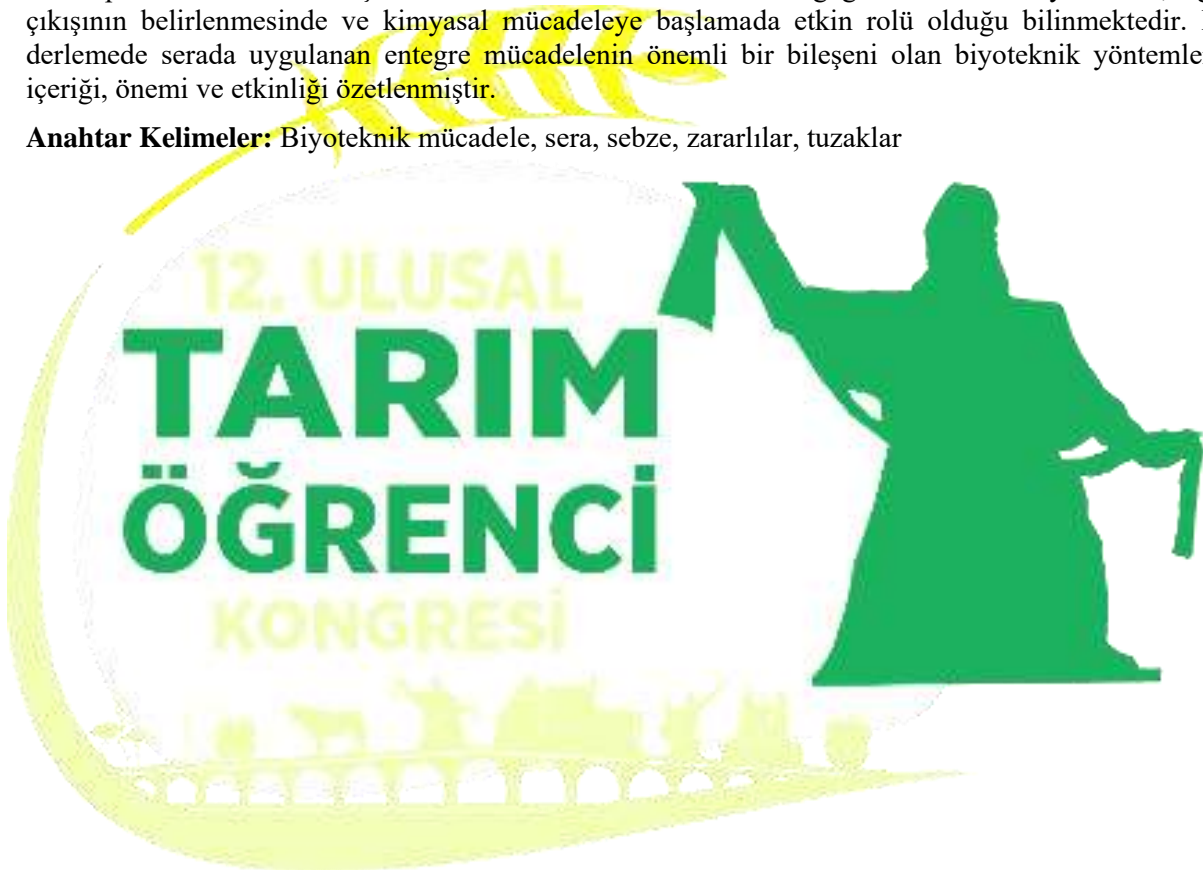 çıkışının belirlenmesinde ve kimyasal mücadeleye başlamada etkin rolü olduğu bilinmektedir.
derlemede serada uygulanan entegre mücadelenin önemli bir bileşeni olan biyoteknik
içeriği, önemi ve etkinliği özetlenmiştir.
Anahtar Kelimeler: Biyoteknik mücadele, sera, sebze, zararlılar, tuzaklar
12. ULUSAL
TARIM
ÖĞRENCİ
KONGRESİ